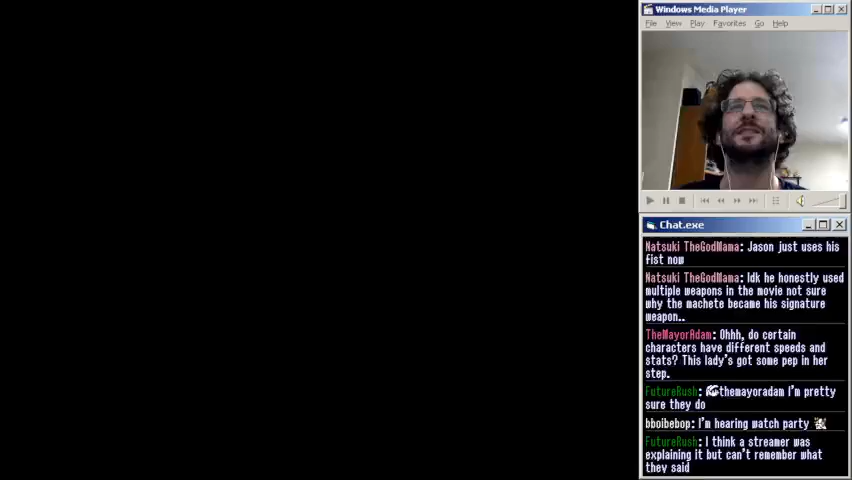 Windows Media Player
File View Play Favorites Go Help
Chat.exe
Natsuki TheGodMama: Jason just uses his
fist now
Natsuki TheGodMama: Idk he honestly used
multiple weapons in the movie not sure
why the machete became his signature
weapon..
TheMayorAdam: Ohhh, do certain
characters have different speeds and
stats? This lady's got some pep in her
step.
FutureRush: themayoradam I'm pretty
sure they do
bboibebop: I'm hearing watch party
FutureRush: I think a streamer was
explaining it but can't remember what
they said